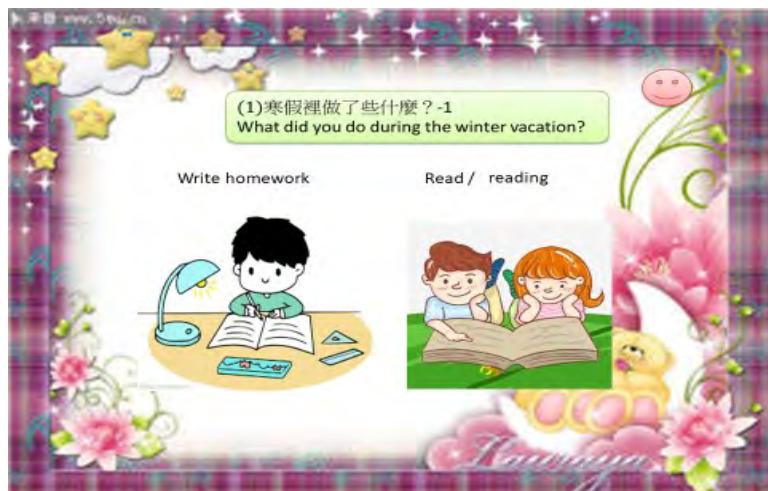 (1)寒假裡做了些什麼？-1
What did you do during the winter vacation?
Write homework
Read / reading